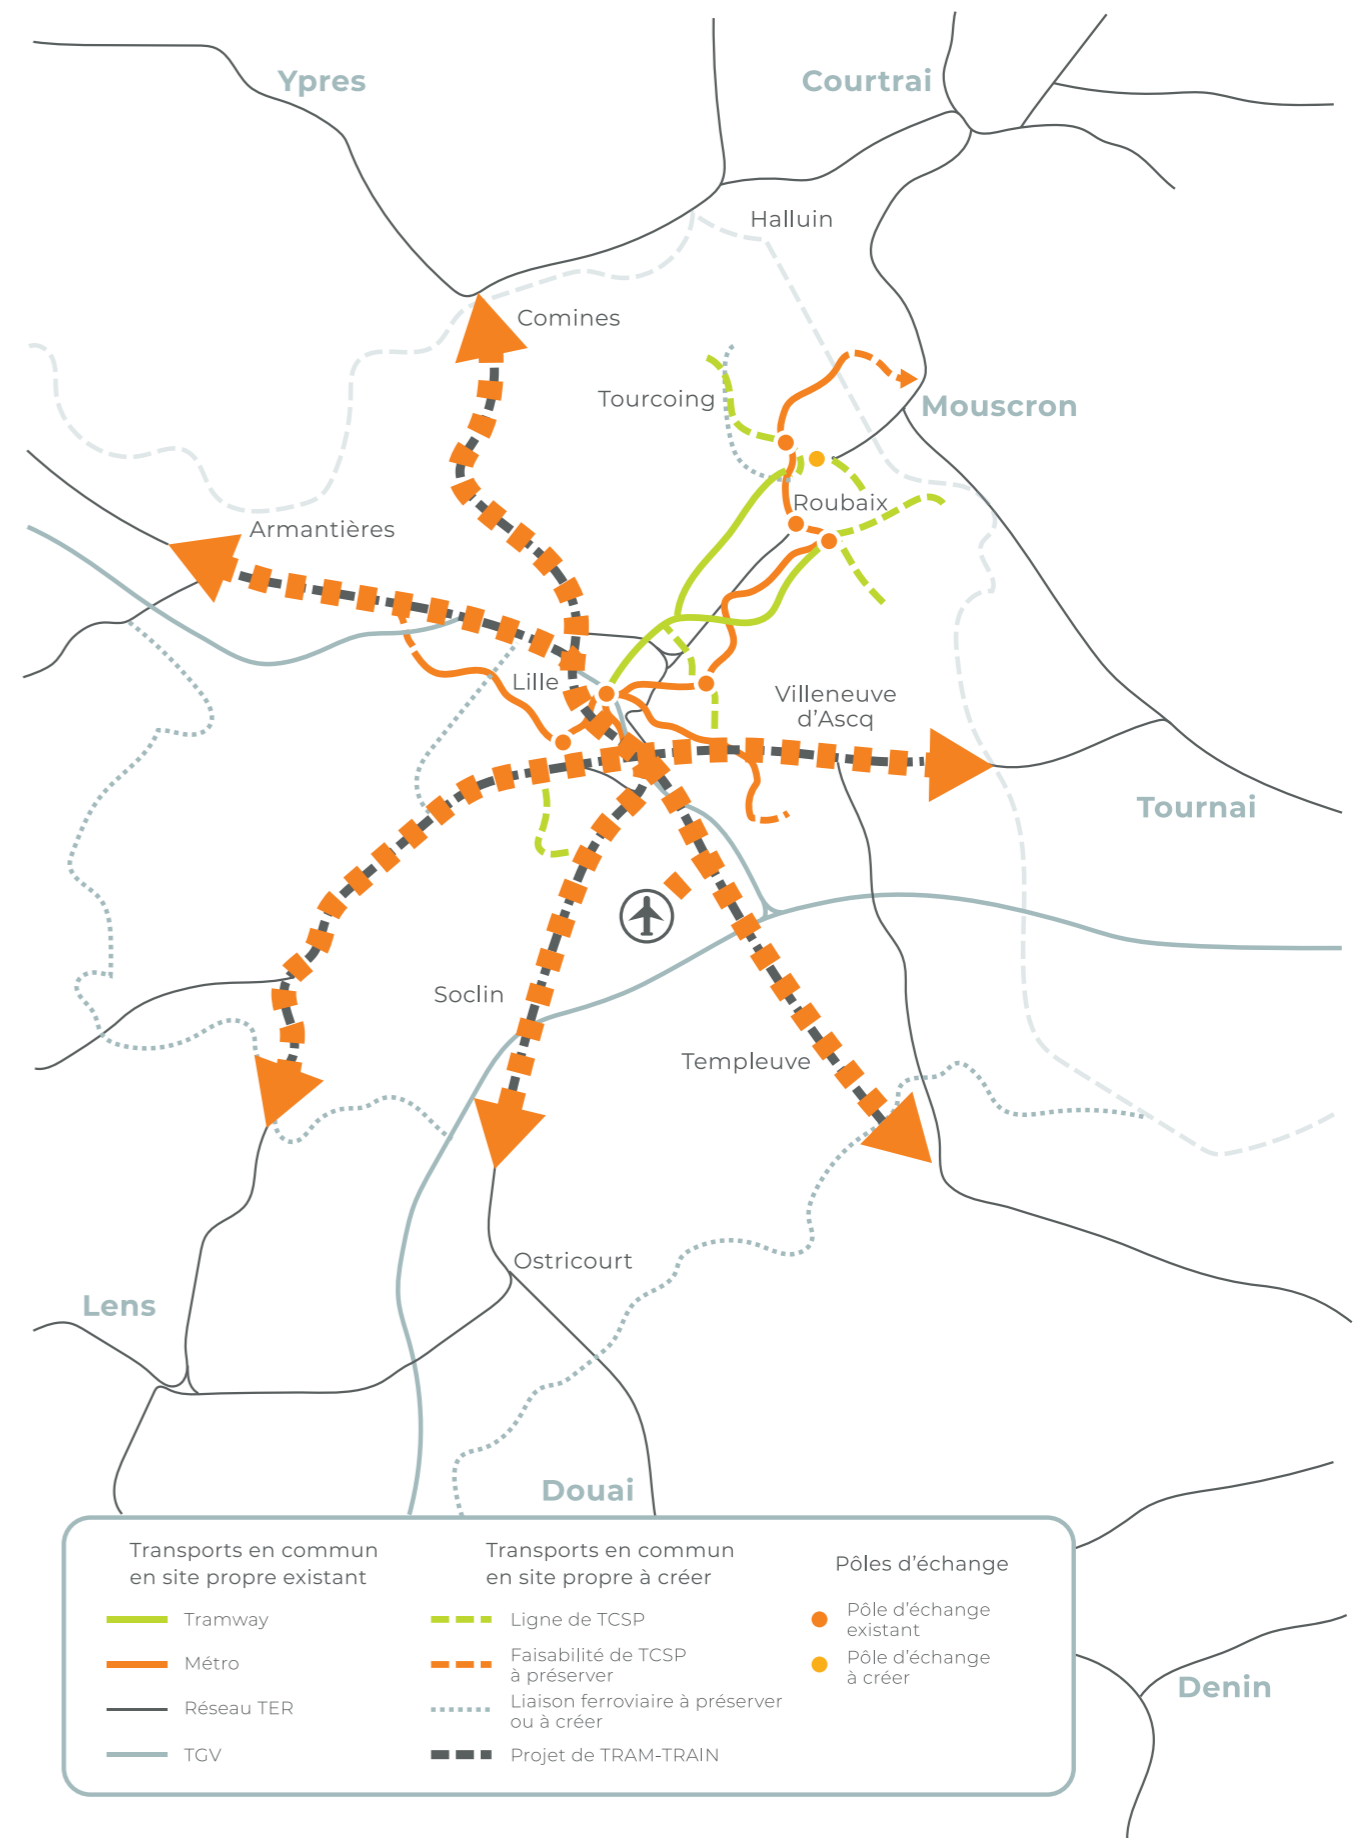 Ypres
Courtrai
Halluin
Comines
Tourcoing
Mouscron
Roubaix
Armantières
Lille
Villeneuve
d'Ascq
Tournai
Soclin
Templeuve
Ostricourt
Lens
Douai
Denin
Transports en commun
en site propre existant
Tramway
Métro
Réseau TER
TGV
Transports en commun
en site propre à créer
Ligne de TCSP
Faisabilité de TCSP
à préserver
Liaison ferroviaire à préserver
ou à créer
Projet de TRAM-TRAIN
Pôles d'échange
Pôle d'échange
existant
Pôle d'échange
à créer